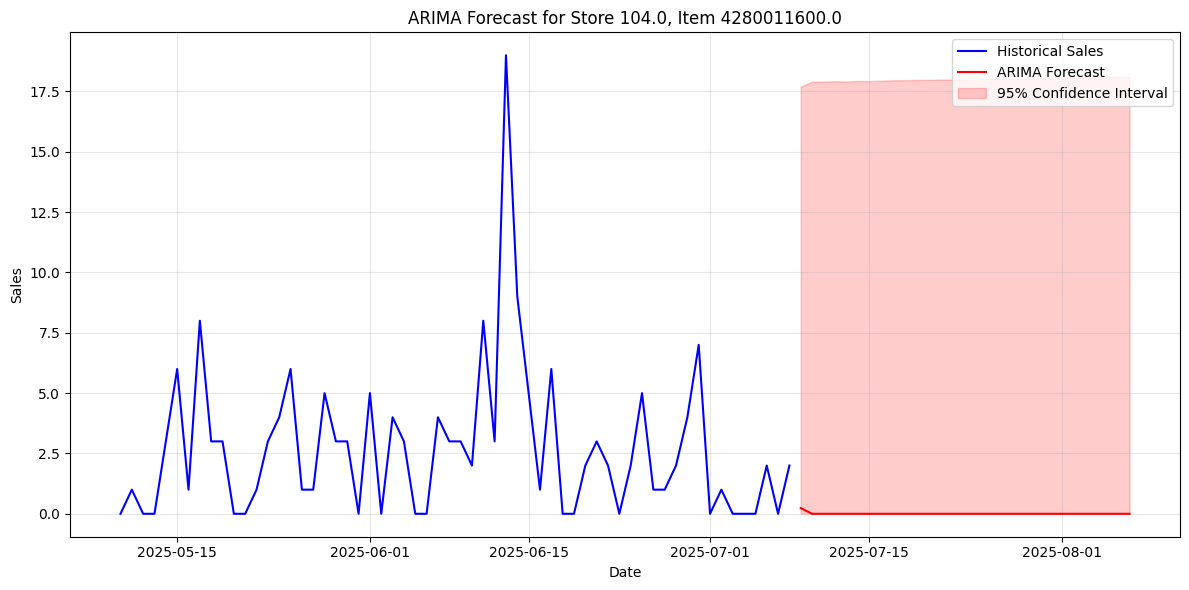 ARIMA Forecast for Store 104.0, Item 4280011600.0
Historical Sales
ARIMA Forecast
95% Confidence Interval
Sales
17.5
15.0
12.5
10.0
7.5
5.0
2.5
0.0
2025-05-15
2025-06-01
2025-06-15
2025-07-01
2025-07-15
2025-08-01
Date